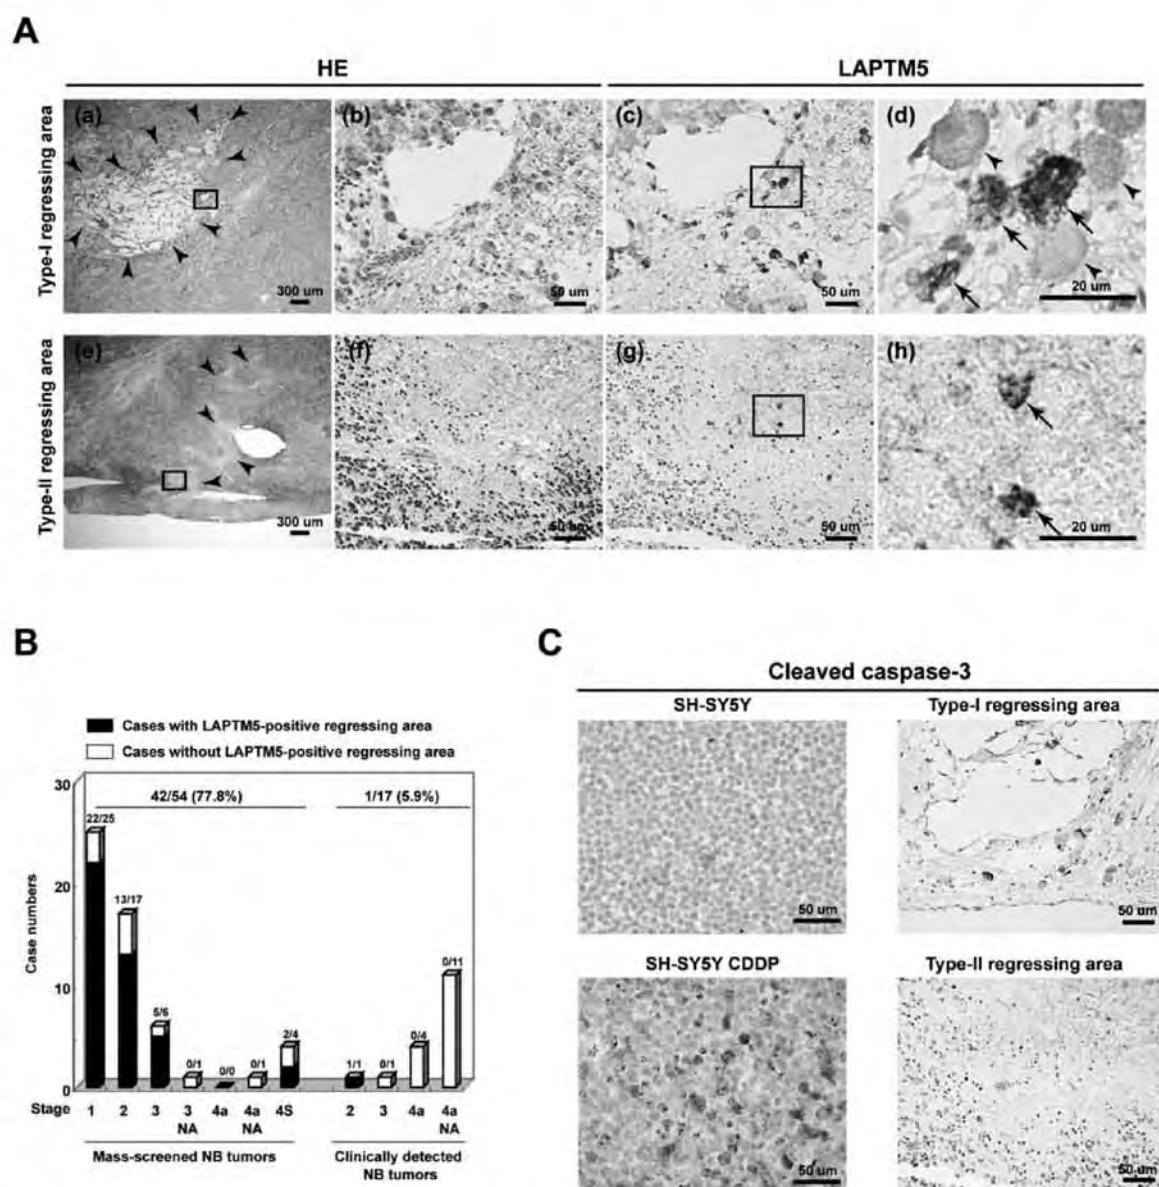 A
HE
LAPTM5
Type-I regressing area
(a)
(b)
(c)
(d)
300 um
50 um
50 um
20 um
Type-II regressing area
(e)
(f)
(g)
(h)
300 um
50 um
50 um
20 um
B
Cases with LAPTM5-positive regressing area
Cases without LAPTM5-positive regressing area
Case numbers
30
20
10
0
42/54 (77.8%)
1/17 (5.9%)
22/25
13/17
5/6
0/1
0/0
0/1
2/4
1/1
0/1
0/4
0/11
Stage 1 2 3 3 4a 4a 4S 2 3 4a 4a
NA NA NA
Mass-screened NB tumors
Clinically detected
NB tumors
C
Cleaved caspase-3
SH-SY5Y
Type-I regressing area
50 um
50 um
SH-SY5Y CDDP
Type-II regressing area
50 um
50 um